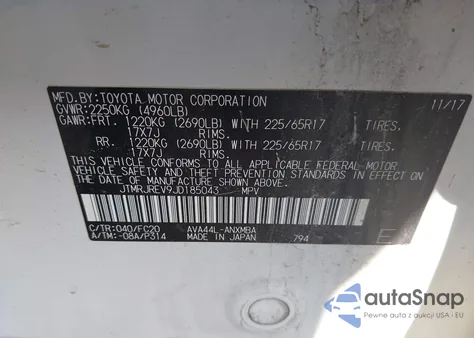 MFD.BY:TOYOTA MOTOR CORPORATION 11/17
GVWR:2250KG (4960LB)
GAWR:FRT. 1220KG (2690LB) WITH 225/65R17 TIRES.
17X7J RIMS.
RR. 1220KG (2690LB) WITH 225/65R17 TIRES.
17X7J RIMS.
THIS VEHICLE CONFORMS TO ALL APPLICABLE FEDERAL MOTOR
VEHICLE SAFETY, BUMPER, AND THEFT PREVENTION
STANDARDS IN EFFECT ON THE DATE OF MANUFACTURE
SHOWN ABOVE.
JTMRJREV9JD185043 MPV
C/TR:040/FC20 AVA44L-ANXMBA
A/TM:-08A/P314 MADE IN JAPAN 794 E
autoSnap
Pewne auta z USA i EU